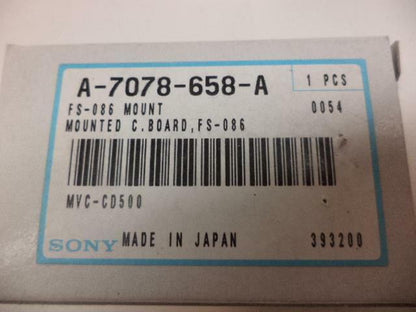 A-7078-658-A 1 PCS
FS-086 MOUNT 0054
MOUNTED C.BOARD,FS-086
MVC-CD500
SONY MADE IN JAPAN 393200